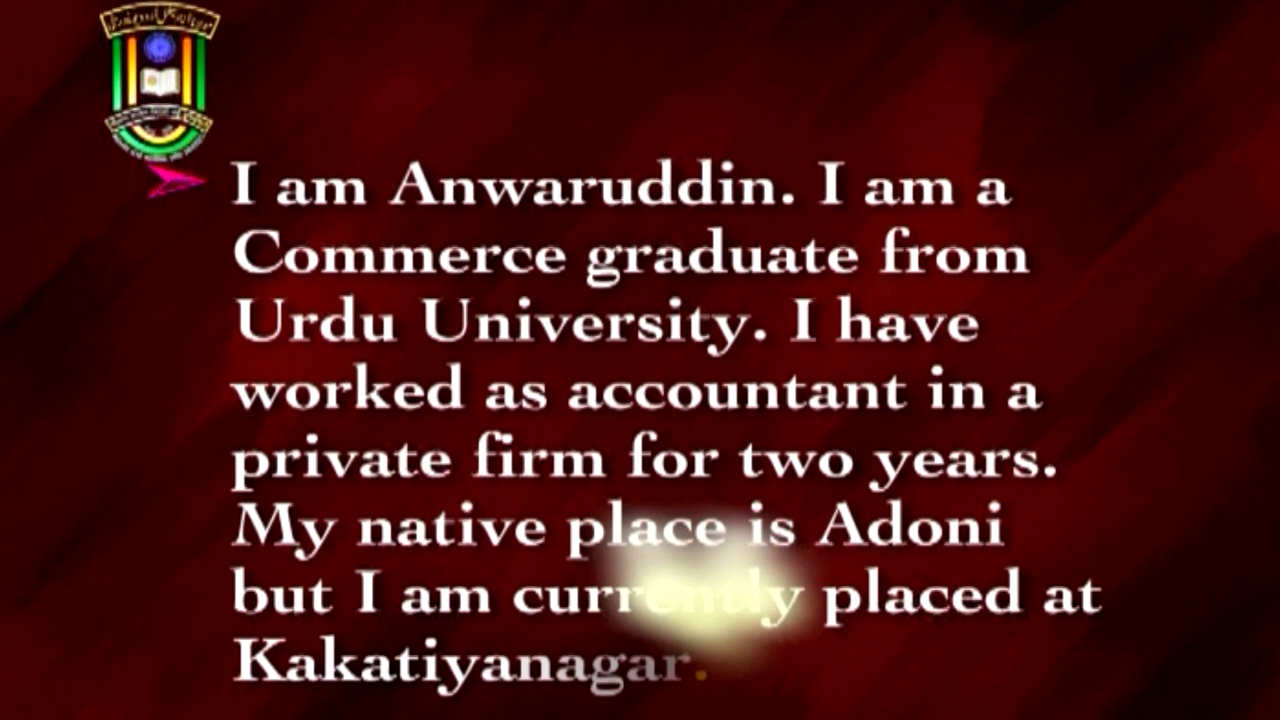 I am Anwaruddin. I am a
Commerce graduate from
Urdu University. I have
worked as accountant in a
private firm for two years.
My native place is Adoni
but I am currently placed at
Kakatiyanagar.